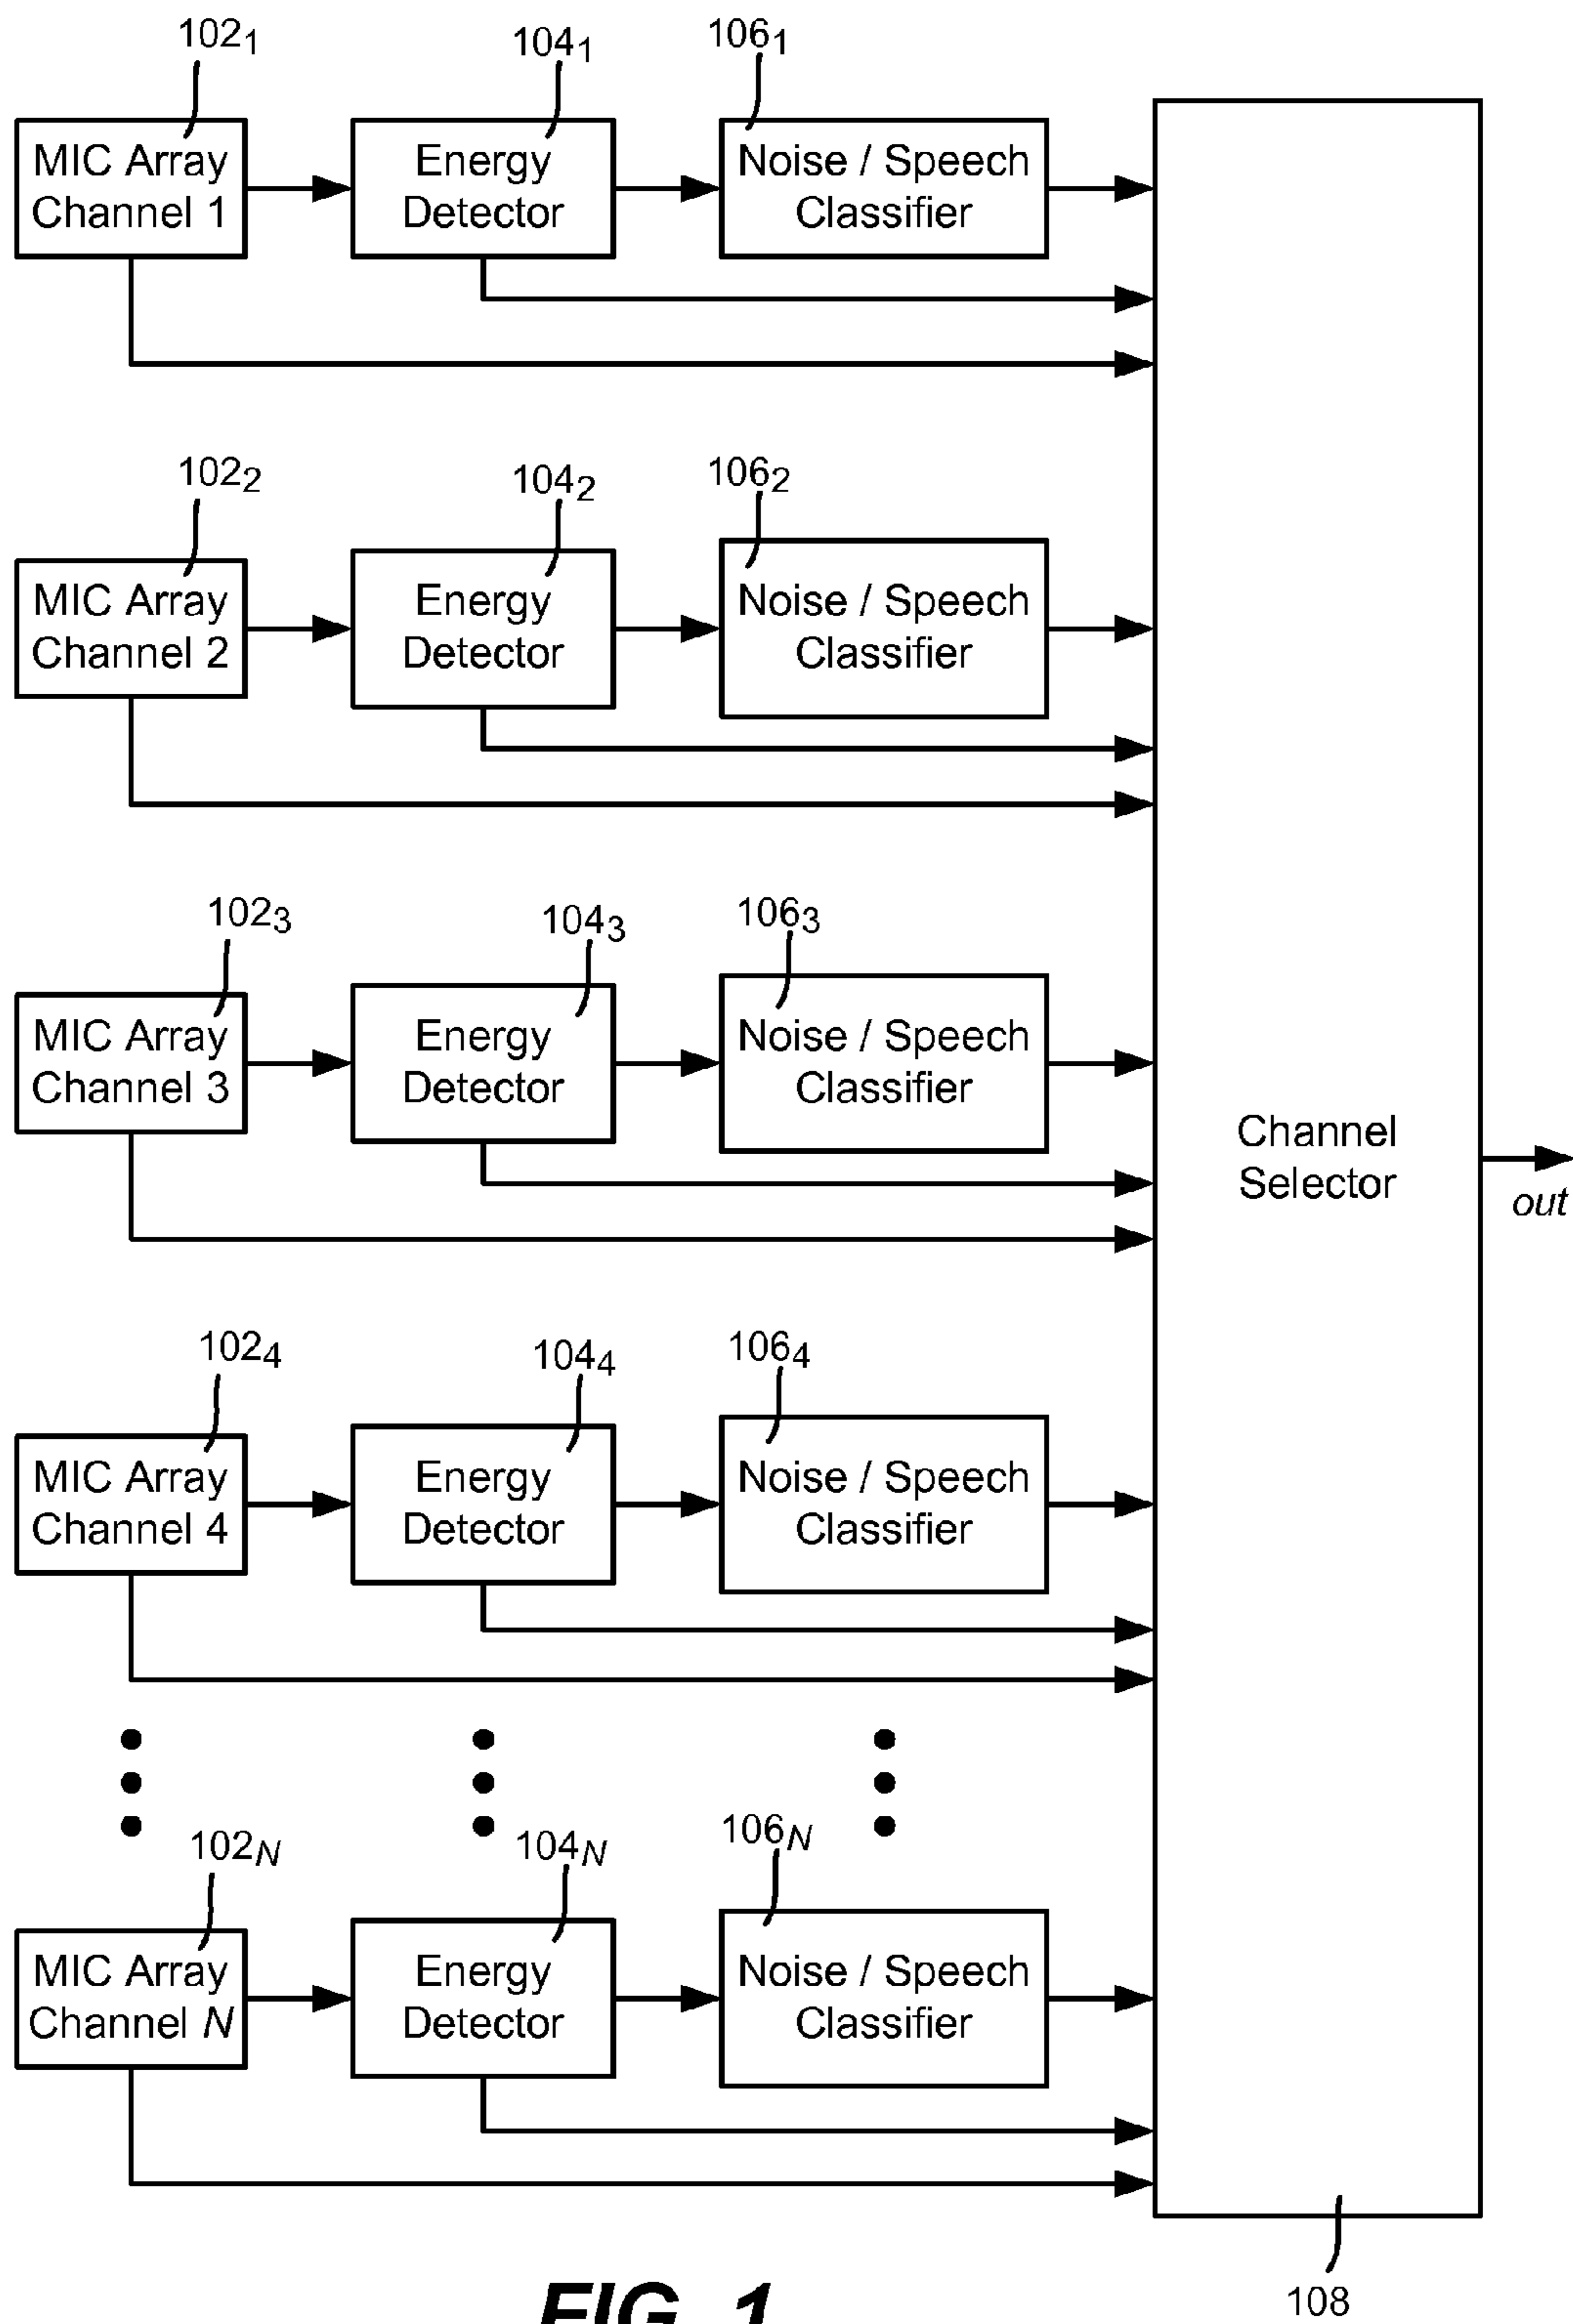 102₁ 104₁ 106₁
MIC Array Channel 1
Energy Detector
Noise / Speech Classifier
102₂ 104₂ 106₂
MIC Array Channel 2
Energy Detector
Noise / Speech Classifier
102₃ 104₃ 106₃
MIC Array Channel 3
Energy Detector
Noise / Speech Classifier
Channel Selector
out
102₄ 104₄ 106₄
MIC Array Channel 4
Energy Detector
Noise / Speech Classifier
102N 104N 106N
MIC Array Channel N
Energy Detector
Noise / Speech Classifier
108
FIG. 1